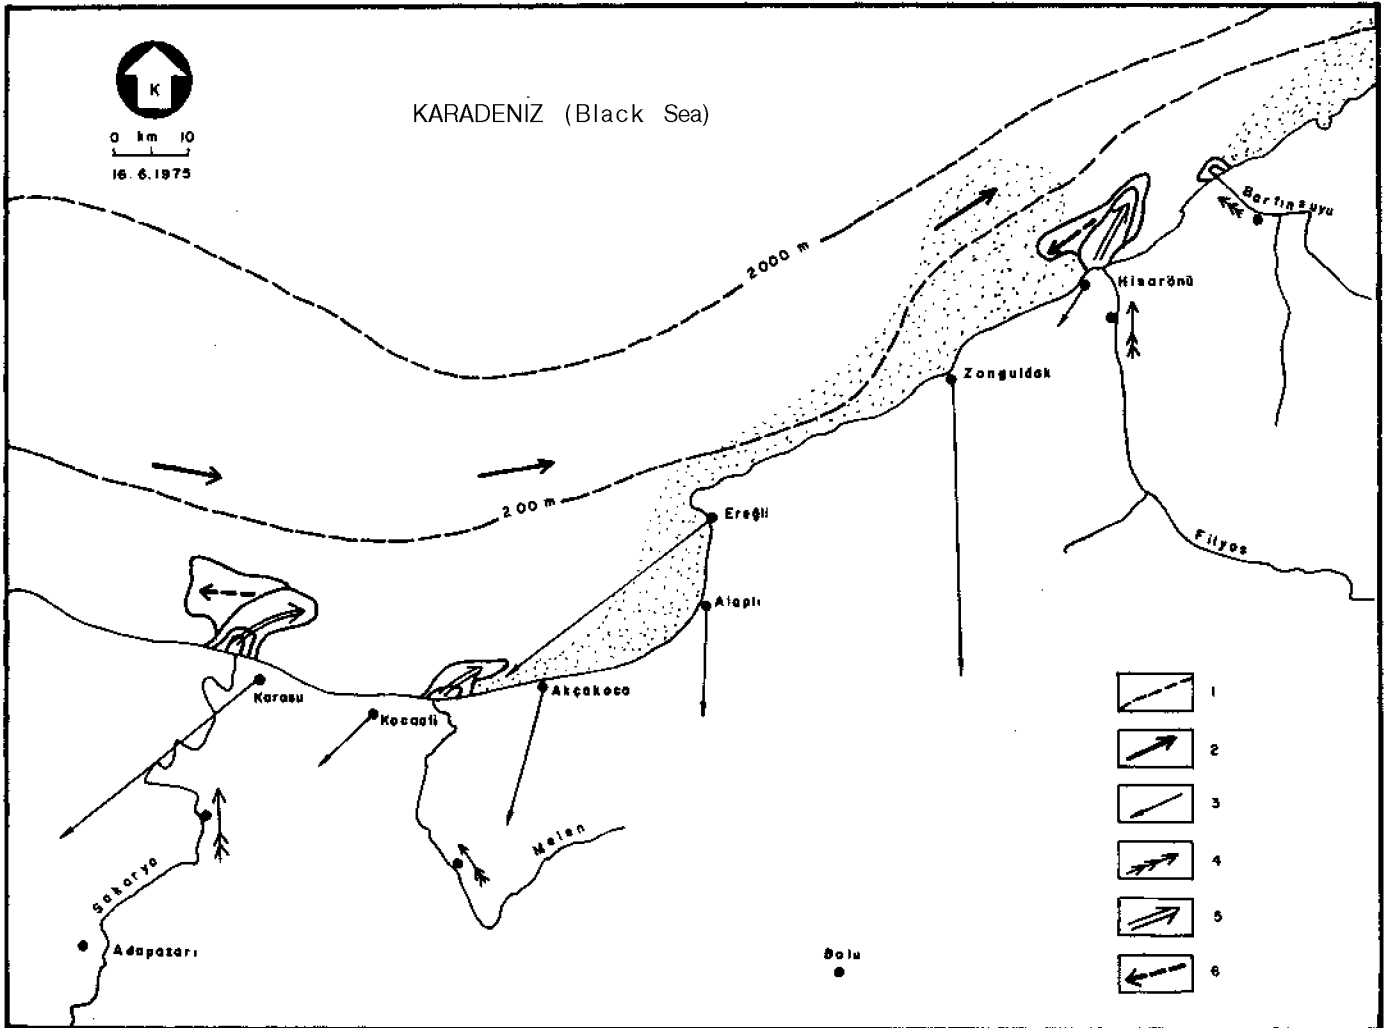 K
0 km 10
16.6.1975
KARADENİZ (Black Sea)
Bartınsuyu
2000 m
Hisarönü
Zonguldak
200 m
Ereğli
Filyos
Alaplı
Karasu
Kocaali
Akçakoca
Melen
Sakarya
Adapazarı
Bolu
1
2
3
4
5
6